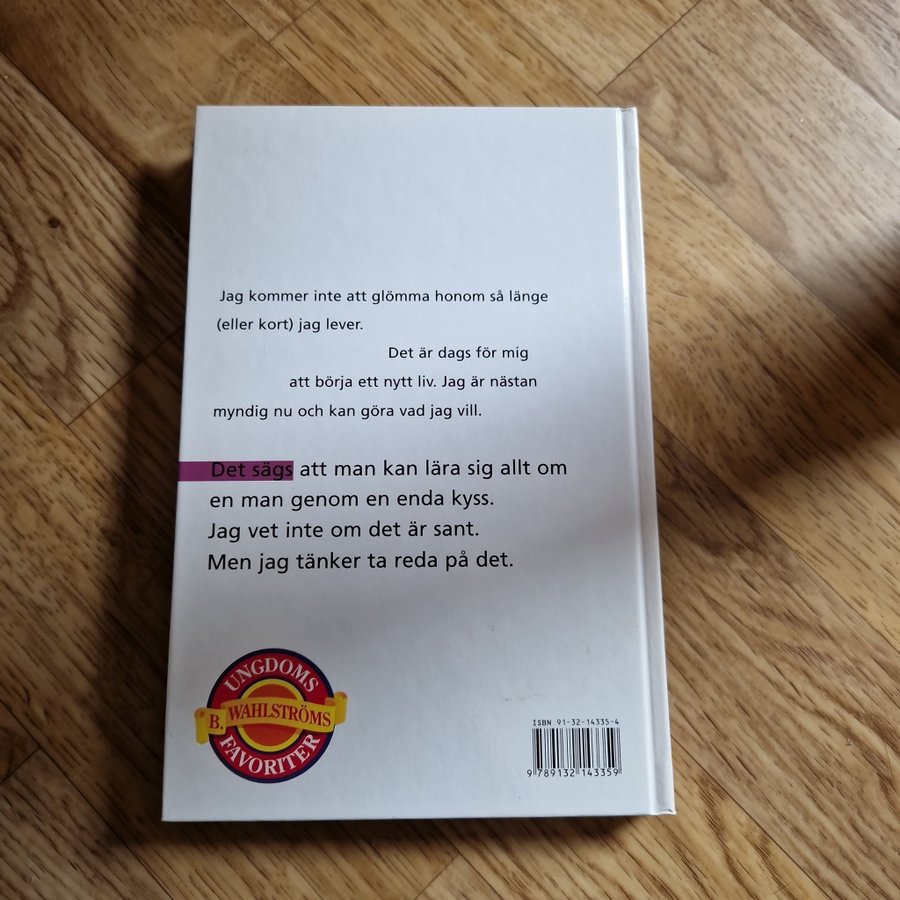 Jag kommer inte att glömma honom så länge
(eller kort) jag lever.
Det är dags för mig
att börja ett nytt liv. Jag är nästan
myndig nu och kan göra vad jag vill.
Det sägs att man kan lära sig allt om
en man genom en enda kyss.
Jag vet inte om det är sant.
Men jag tänker ta reda på det.
UNGDOMS
B. WAHLSTRÖMS
FAVORITER
ISBN 91-32-14335-4
9 789132 143359